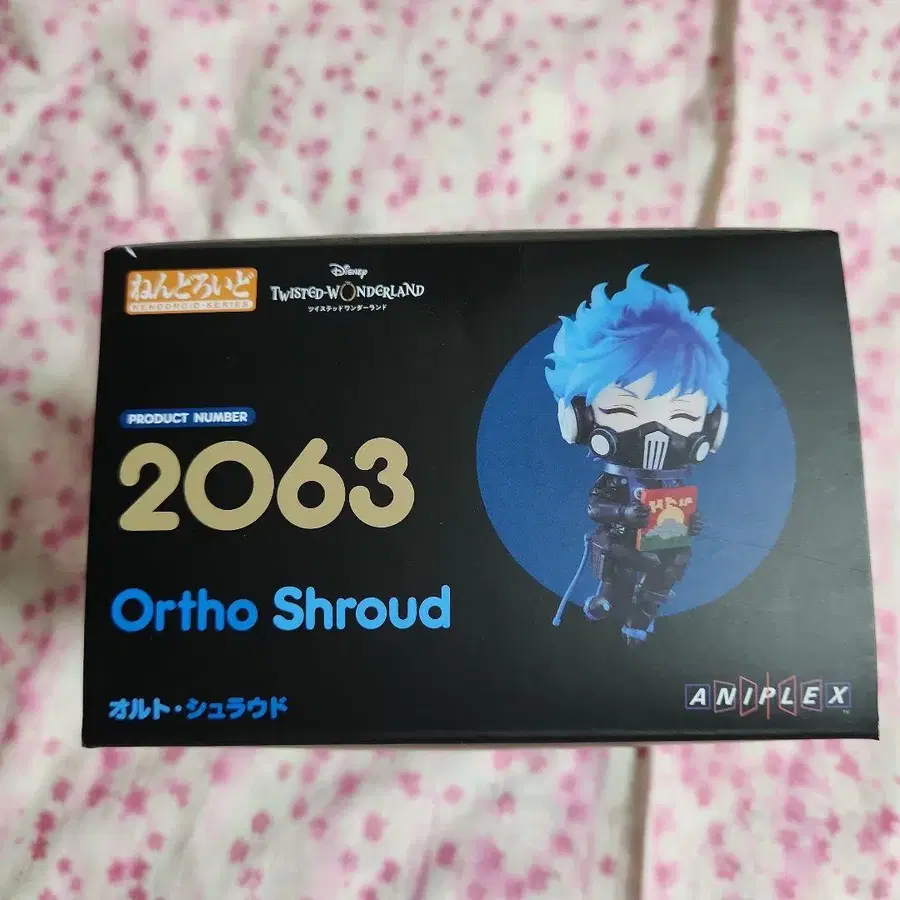 ねんどろいど
NENDOROID-SERIES
Disney
TWISTED-WONDERLAND
ツイステッドワンダーランド
PRODUCT NUMBER
2063
Ortho Shroud
オルト・シュラウド
ANIPLEX